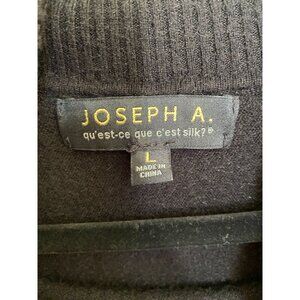 JOSEPH A.
qu'est-ce que c'est silk?®
L
MADE IN
CHINA